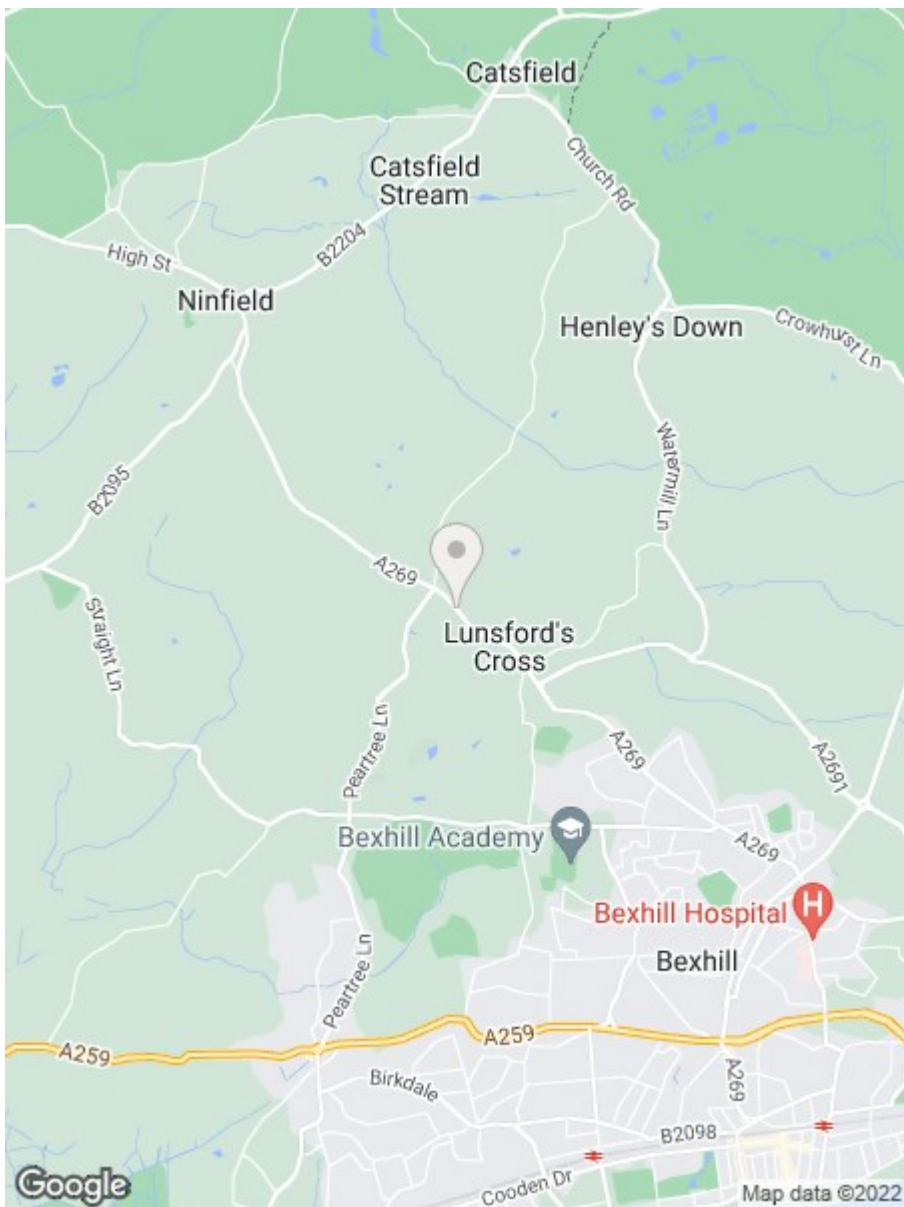 Catsfield
Catsfield
Stream
Church Rd
B2204
High St
Ninfield
Henley's Down
Crowhurst Ln
Watermill Ln
B2095
A269
Straight Ln
Lunsford's
Cross
Peartree Ln
A269
A2691
Bexhill Academy
A269
Bexhill Hospital
H
Bexhill
Peartree Ln
A259
A259
Birkdale
A269
B2098
Cooden Dr
Google
Map data ©2022